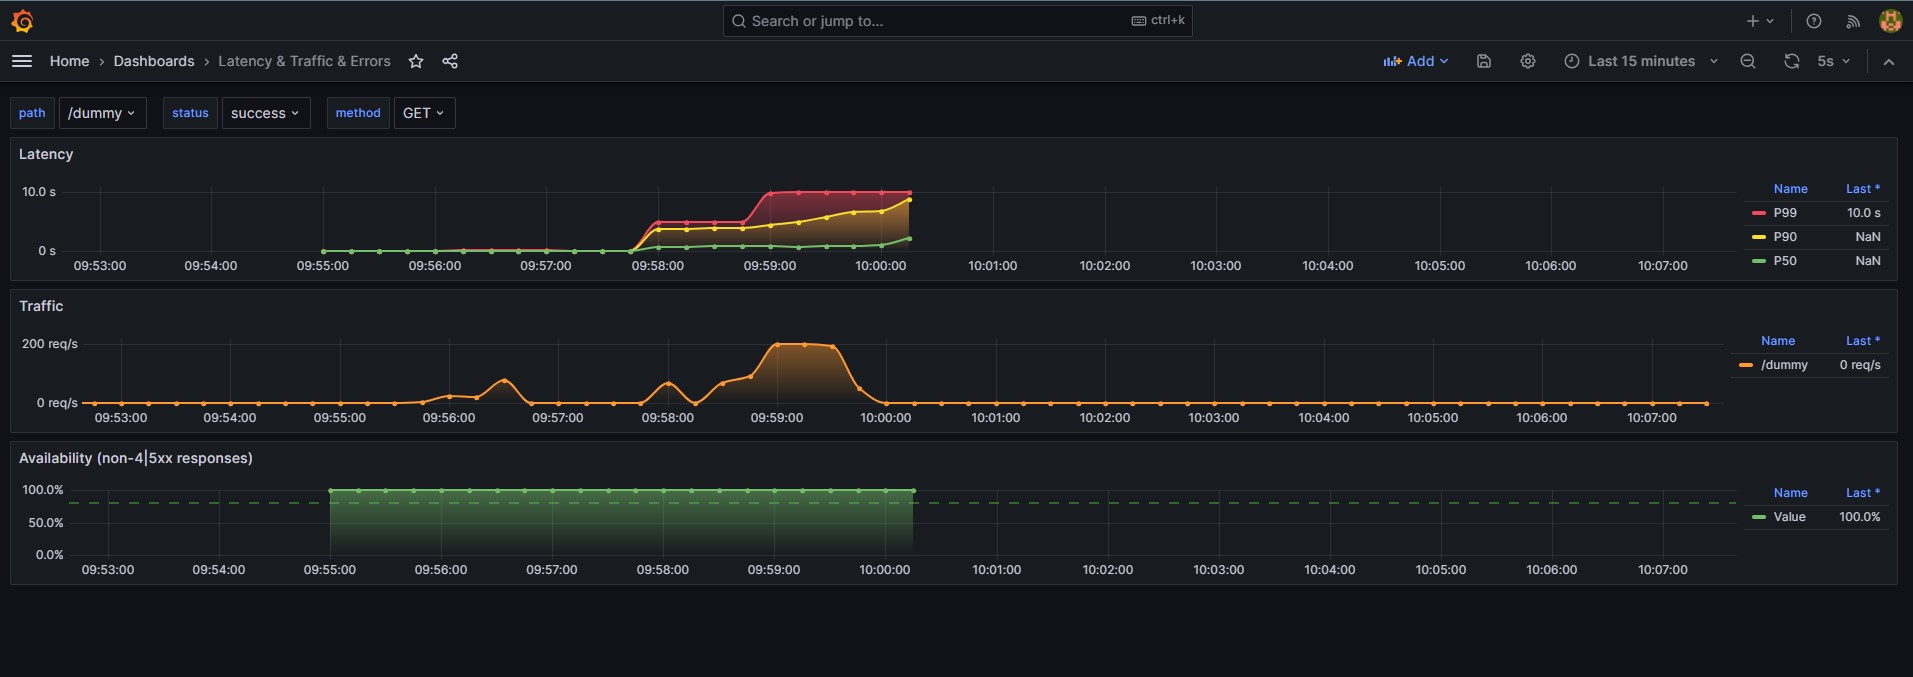 Search or jump to... ctrl+k
Home › Dashboards › Latency & Traffic & Errors Add Last 15 minutes 5s
path /dummy status success method GET
Latency
10.0 s
0 s
09:53:00 09:54:00 09:55:00 09:56:00 09:57:00 09:58:00 09:59:00 10:00:00 10:01:00 10:02:00 10:03:00 10:04:00 10:05:00 10:06:00 10:07:00
Name Last *
P99 10.0 s
P90 NaN
P50 NaN
Traffic
200 req/s
0 req/s
09:53:00 09:54:00 09:55:00 09:56:00 09:57:00 09:58:00 09:59:00 10:00:00 10:01:00 10:02:00 10:03:00 10:04:00 10:05:00 10:06:00 10:07:00
Name Last *
/dummy 0 req/s
Availability (non-4|5xx responses)
100.0%
50.0%
0.0%
09:53:00 09:54:00 09:55:00 09:56:00 09:57:00 09:58:00 09:59:00 10:00:00 10:01:00 10:02:00 10:03:00 10:04:00 10:05:00 10:06:00 10:07:00
Name Last *
Value 100.0%